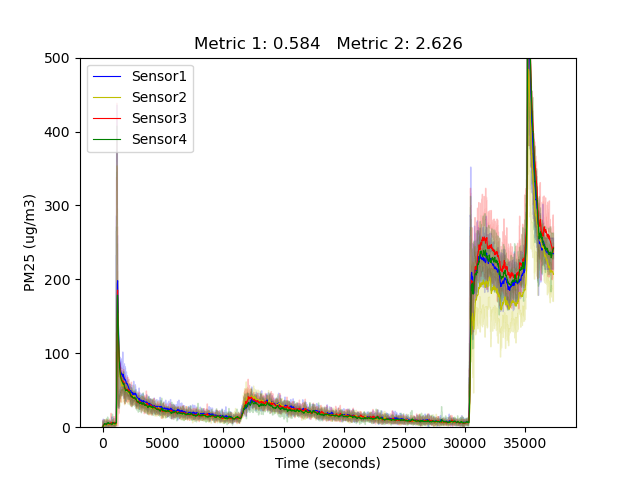 Metric 1: 0.584   Metric 2: 2.626
500
400
300
200
100
0
PM25 (ug/m3)
Sensor1
Sensor2
Sensor3
Sensor4
0 5000 10000 15000 20000 25000 30000 35000
Time (seconds)